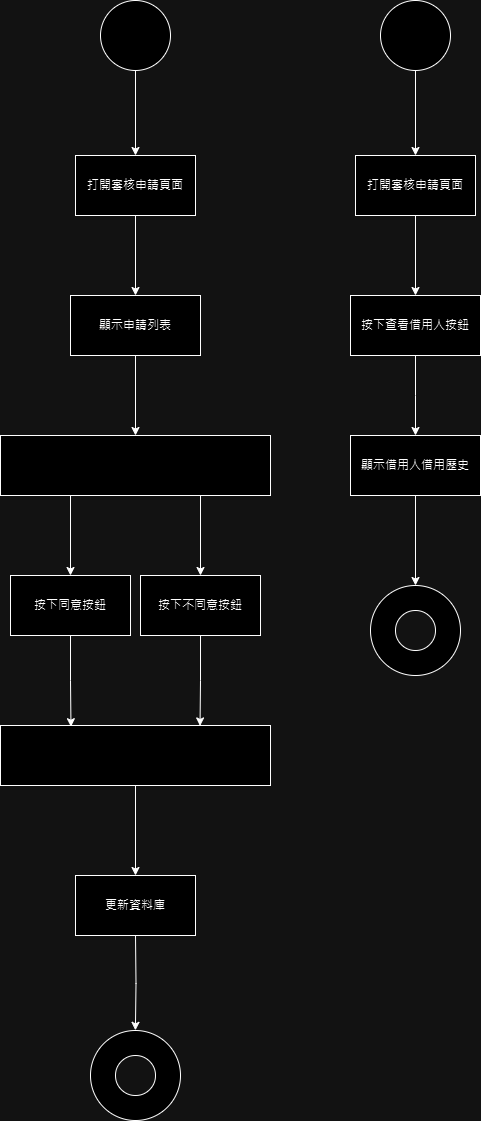 打開審核申請頁面
顯示申請列表
按下同意按鈕
按下不同意按鈕
更新資料庫
打開審核申請頁面
按下查看借用人按鈕
顯示借用人借用歷史